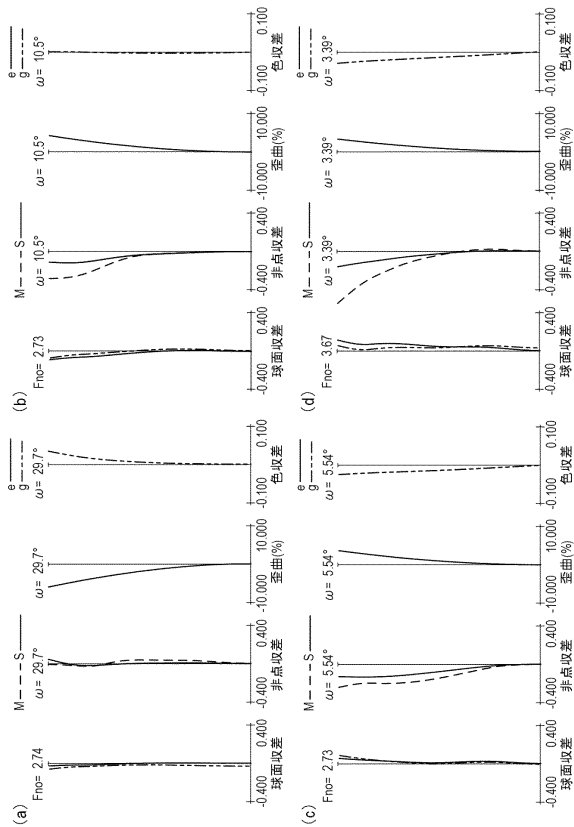 (a)
Fno= 2.74
-0.400 0.400
球面收差
M – – – S ——
ω= 29.7°
-0.400 0.400
非点収差
ω= 29.7°
-10.000 10.000
歪曲(%)
e ——
g –·–·–
ω= 29.7°
-0.100 0.100
色収差
(b)
Fno= 2.73
-0.400 0.400
球面収差
M – – – S ——
ω= 10.5°
-0.400 0.400
非点収差
ω= 10.5°
-10.000 10.000
歪曲(%)
e ——
g –·–·–
ω= 10.5°
-0.100 0.100
色収差
(c)
Fno= 2.73
-0.400 0.400
球面収差
M – – – S ——
ω= 5.54°
-0.400 0.400
非点収差
ω= 5.54°
-10.000 10.000
歪曲(%)
e ——
g –·–·–
ω= 5.54°
-0.100 0.100
色収差
(d)
Fno= 3.67
-0.400 0.400
球面収差
M – – – S ——
ω= 3.39°
-0.400 0.400
非点収差
ω= 3.39°
-10.000 10.000
歪曲(%)
e ——
g –·–·–
ω= 3.39°
-0.100 0.100
色収差